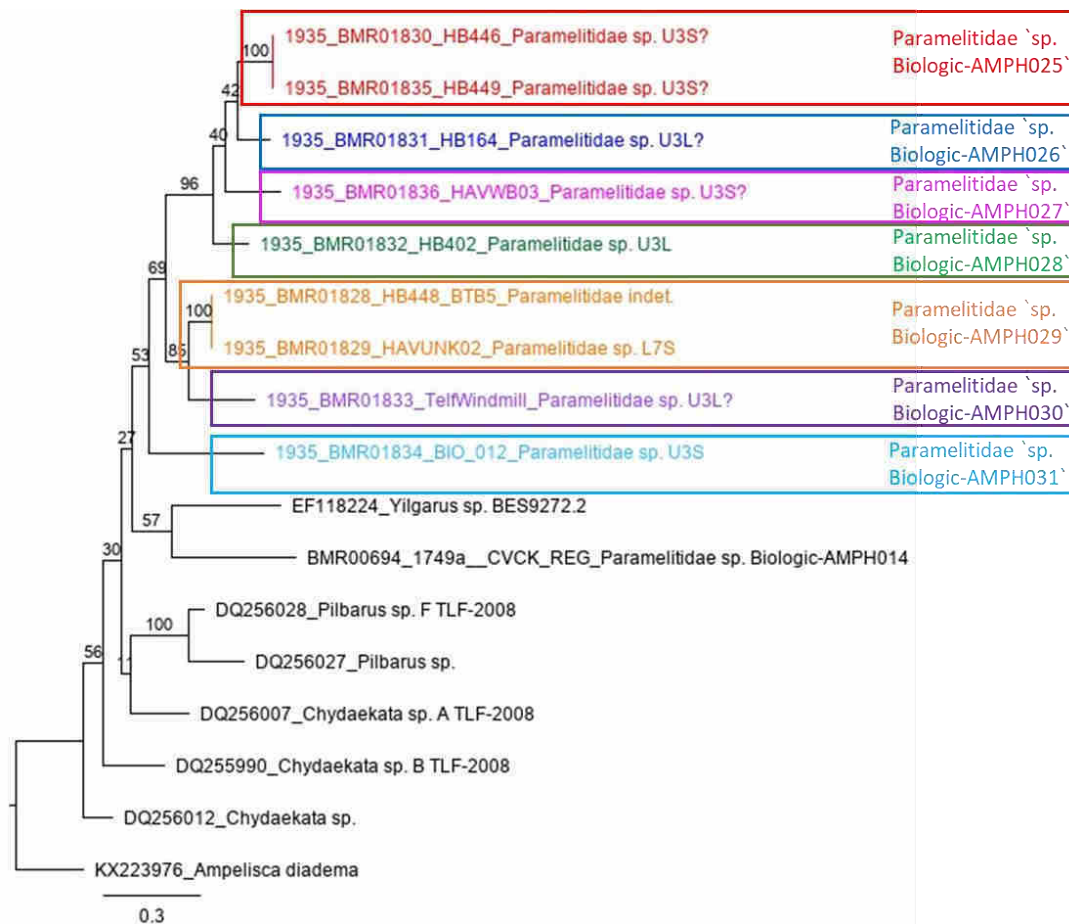 1935_BMR01830_HB446_Paramelitidae sp. U3S?
Paramelitidae `sp.
Biologic-AMPH025`
100
1935_BMR01835_HB449_Paramelitidae sp. U3S?
42
1935_BMR01831_HB164_Paramelitidae sp. U3L?
Paramelitidae `sp.
Biologic-AMPH026`
40
1935_BMR01836_HAVWB03_Paramelitidae sp. U3S?
Paramelitidae `sp.
Biologic-AMPH027`
96
1935_BMR01832_HB402_Paramelitidae sp. U3L
Paramelitidae `sp.
Biologic-AMPH028`
69
1935_BMR01828_HB448_BTB5_Paramelitidae indet.
Paramelitidae `sp.
Biologic-AMPH029`
100
1935_BMR01829_HAVUNK02_Paramelitidae sp. L7S
85
53
1935_BMR01833_TelfWindmill_Paramelitidae sp. U3L?
Paramelitidae `sp.
Biologic-AMPH030`
27
1935_BMR01834_BIO_012_Paramelitidae sp. U3S
Paramelitidae `sp.
Biologic-AMPH031`
EF118224_Yilgarus sp. BES9272.2
57
BMR00694_1749a__CVCK_REG_Paramelitidae sp. Biologic-AMPH014
30
DQ256028_Pilbarus sp. F TLF-2008
100
DQ256027_Pilbarus sp.
56
DQ256007_Chydaekata sp. A TLF-2008
DQ255990_Chydaekata sp. B TLF-2008
DQ256012_Chydaekata sp.
KX223976_Ampelisca diadema
0.3